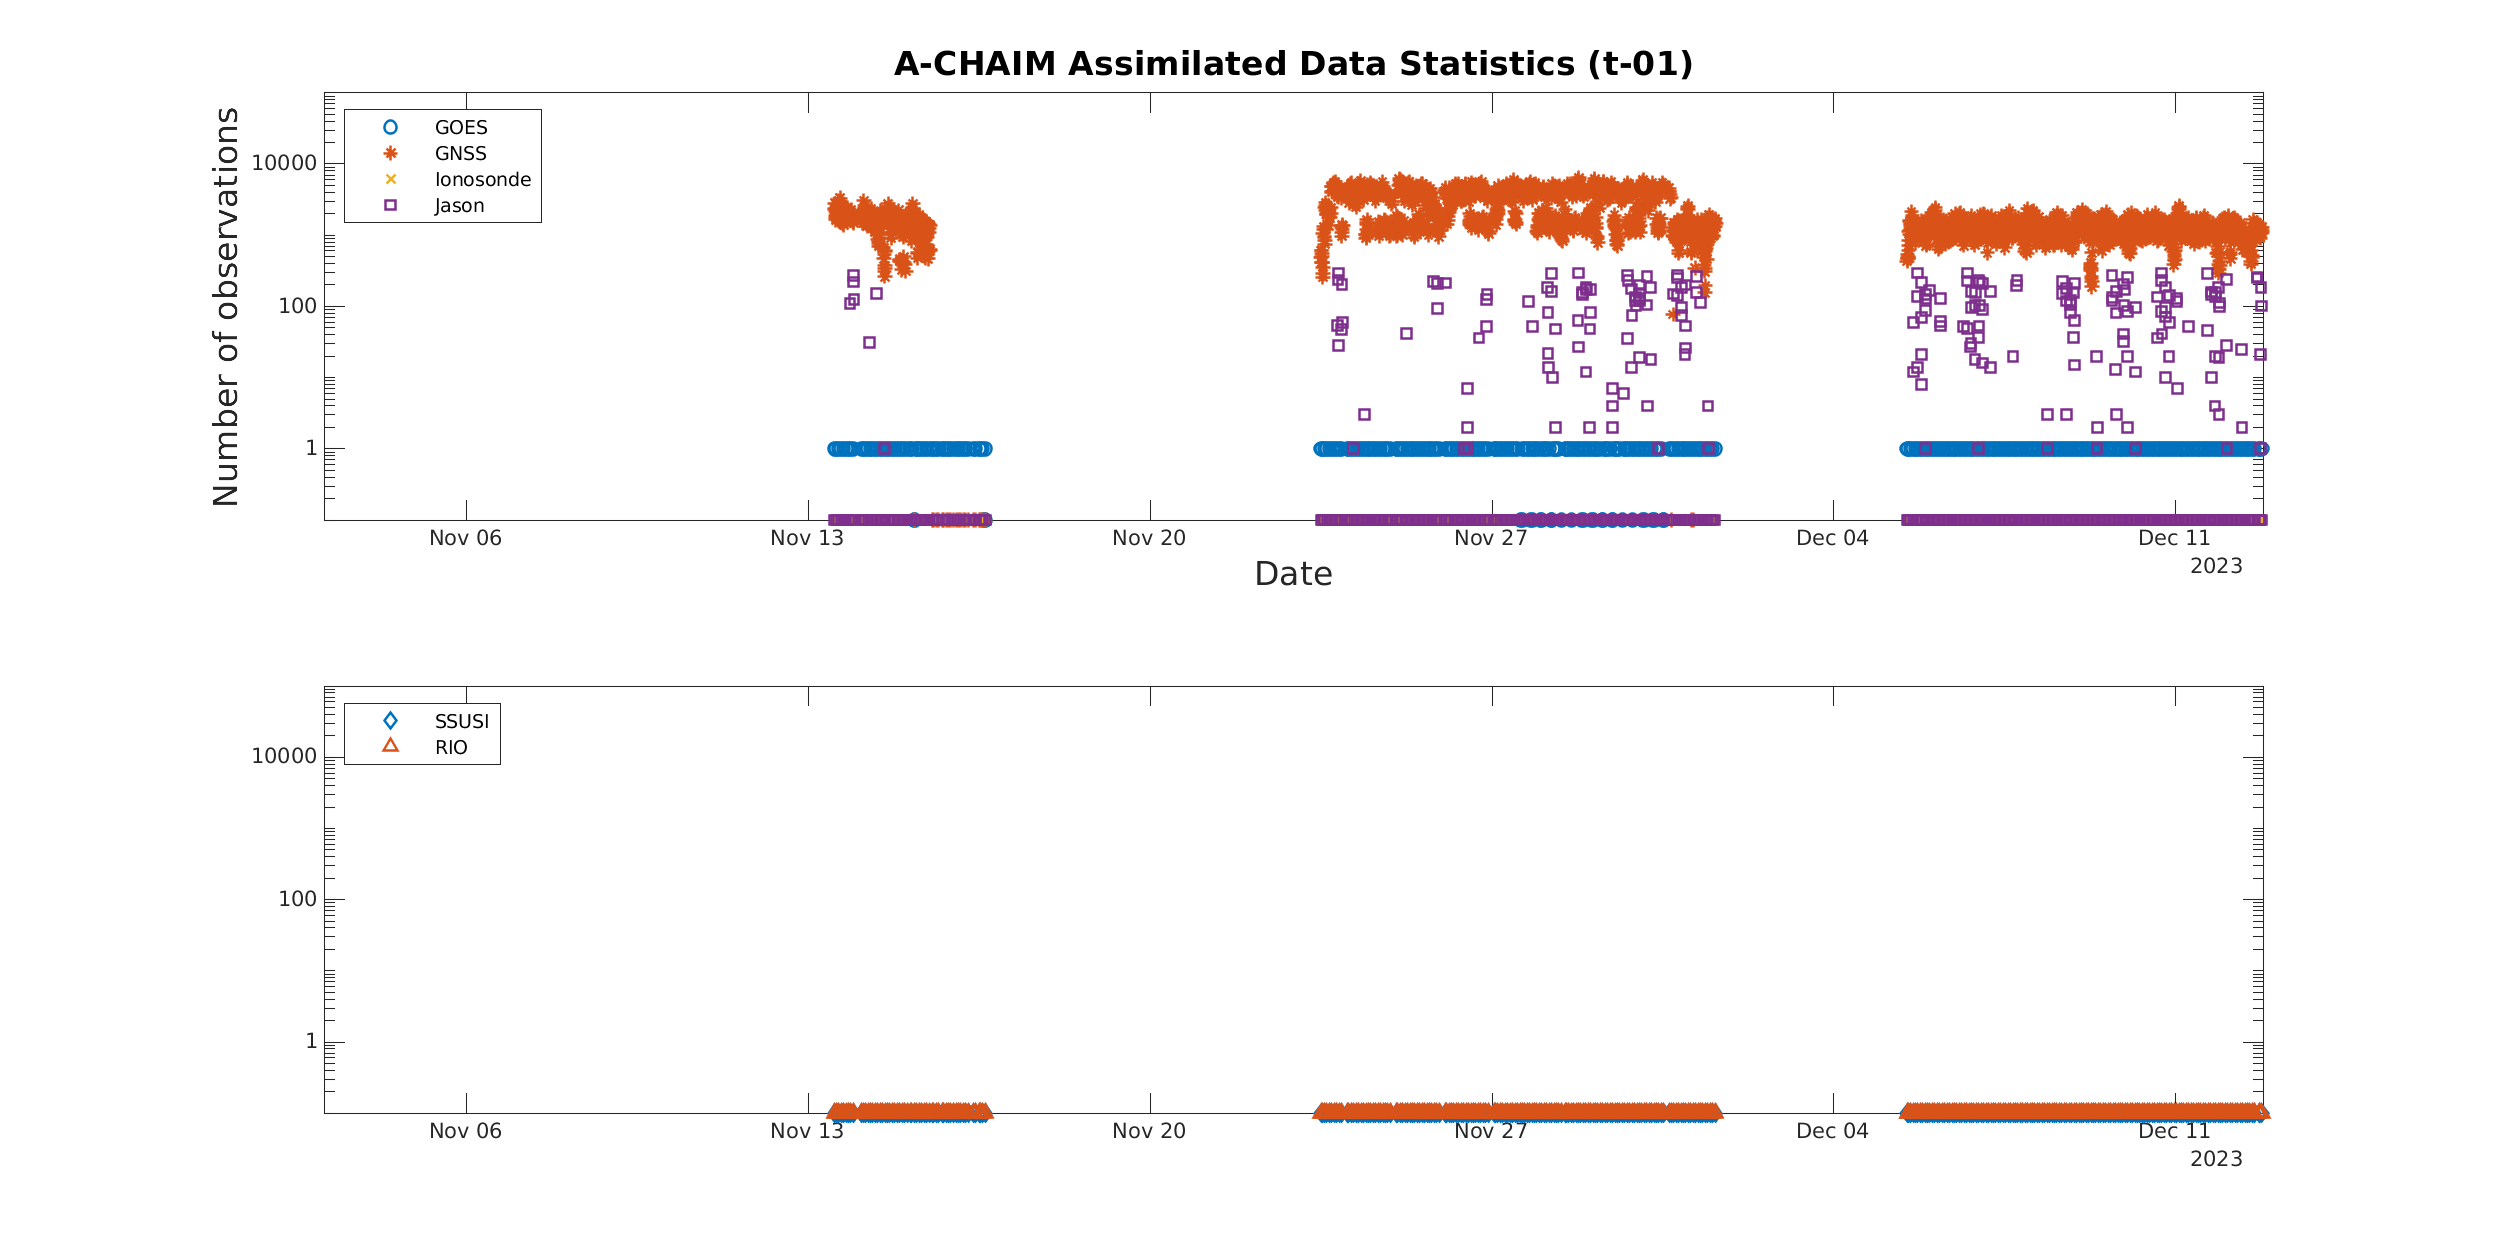 A-CHAIM Assimilated Data Statistics (t-01)
Number of observations
10000
100
1
GOES
GNSS
Ionosonde
Jason
Nov 06
Nov 13
Nov 20
Nov 27
Dec 04
Dec 11
2023
Date
10000
100
1
SSUSI
RIO
Nov 06
Nov 13
Nov 20
Nov 27
Dec 04
Dec 11
2023